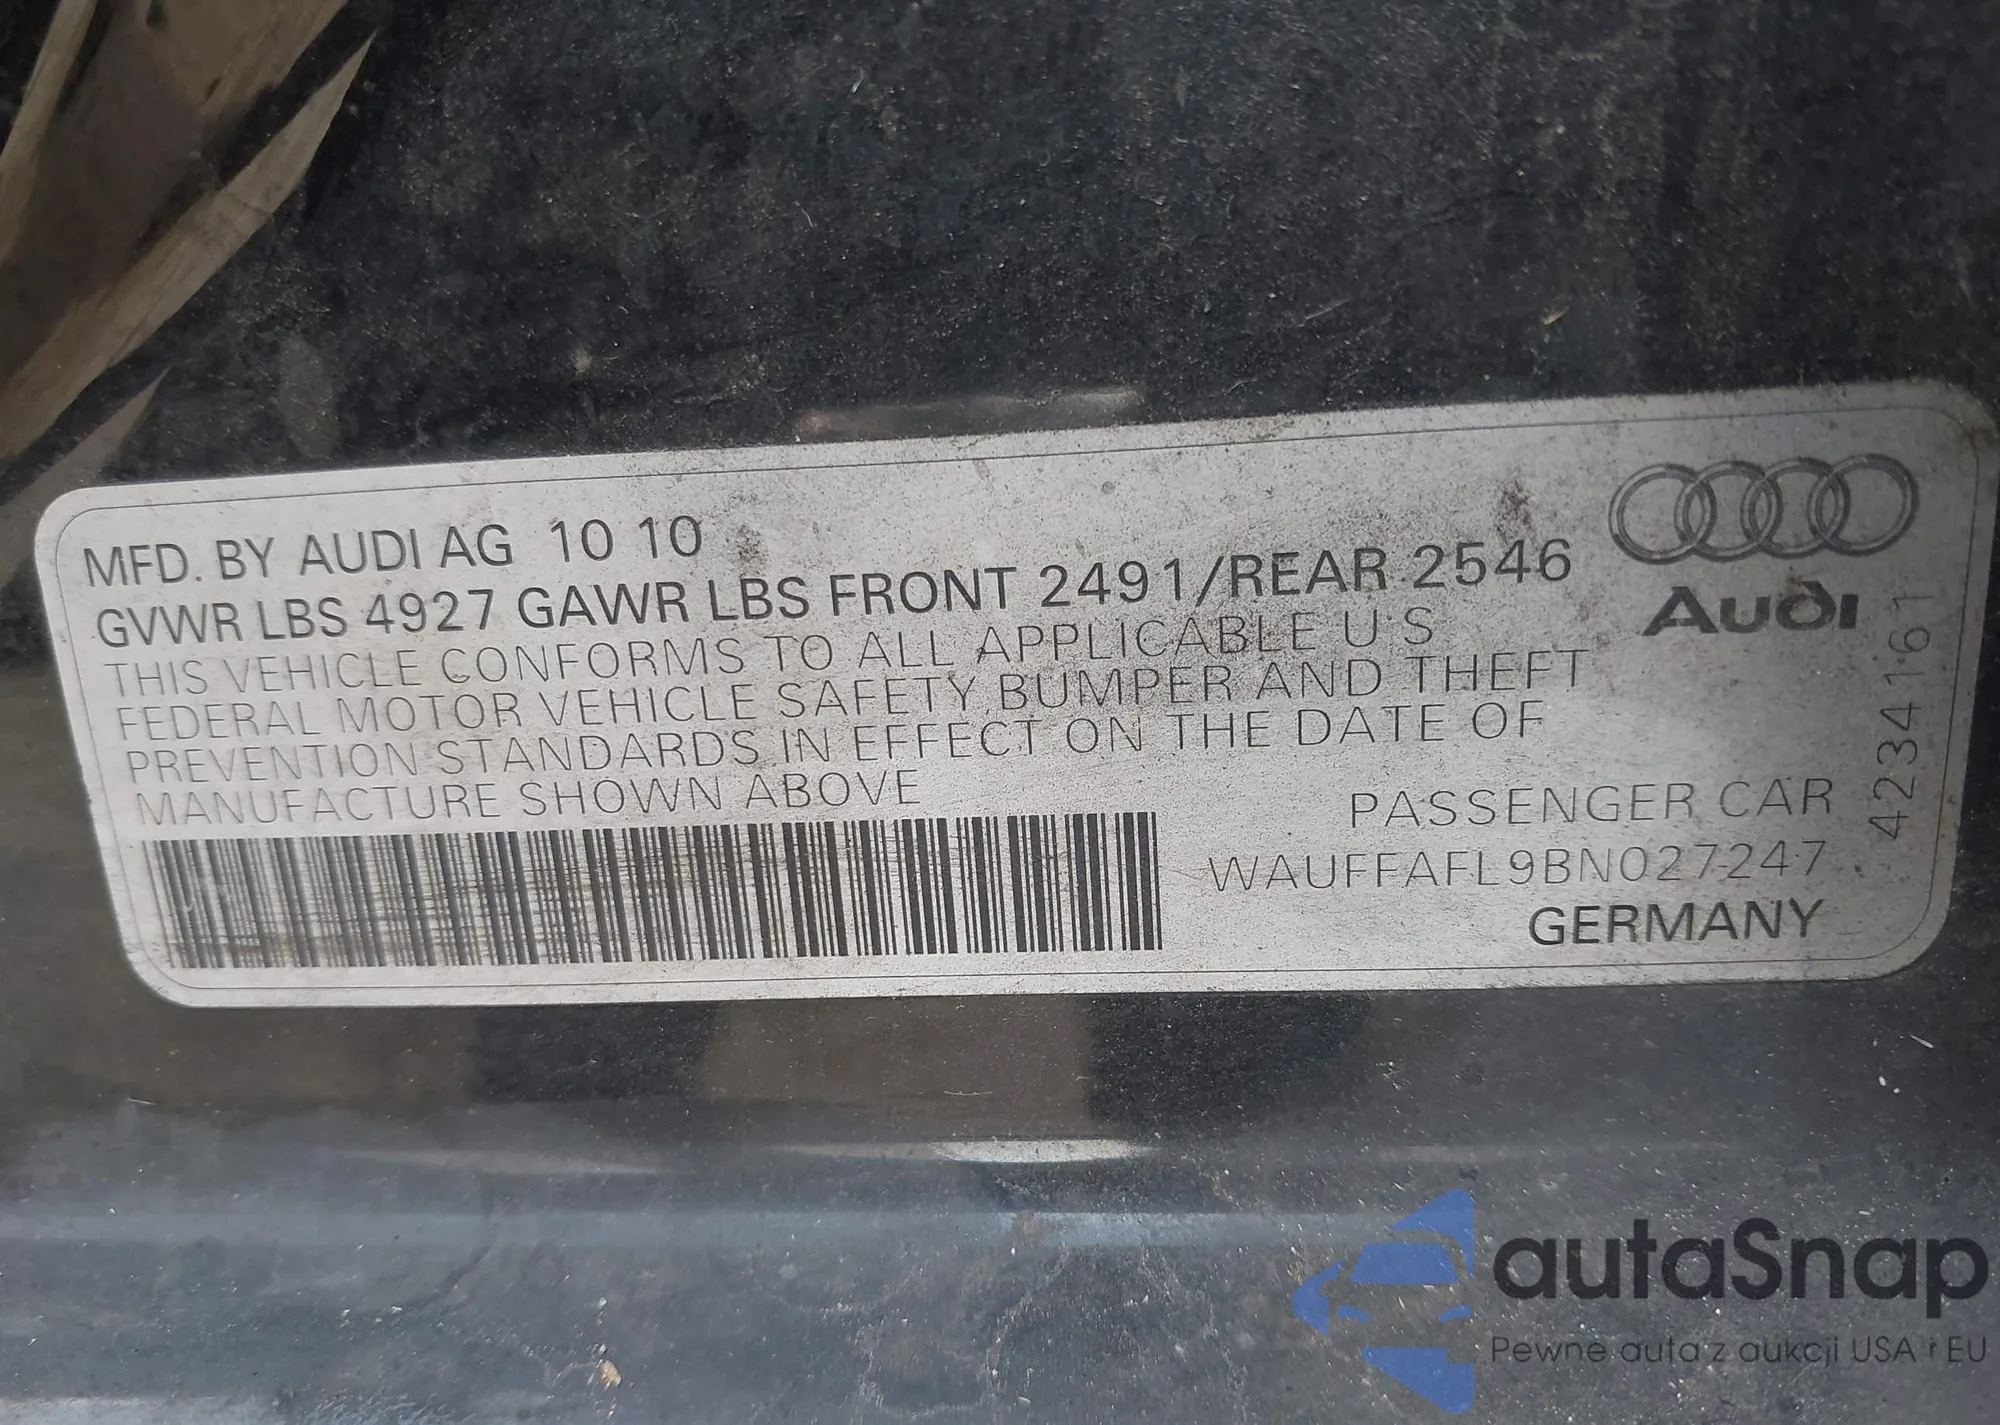 MFD. BY AUDI AG 10 10
GVWR LBS 4927 GAWR LBS FRONT 2491/REAR 2546
THIS VEHICLE CONFORMS TO ALL APPLICABLE U S
FEDERAL MOTOR VEHICLE SAFETY, BUMPER AND THEFT
PREVENTION STANDARDS IN EFFECT ON THE DATE OF
MANUFACTURE SHOWN ABOVE
Audi
4234161
PASSENGER CAR
WAUFFAFL9BN027247
GERMANY
autaSnap
Pewne auta z aukcji USA i EU